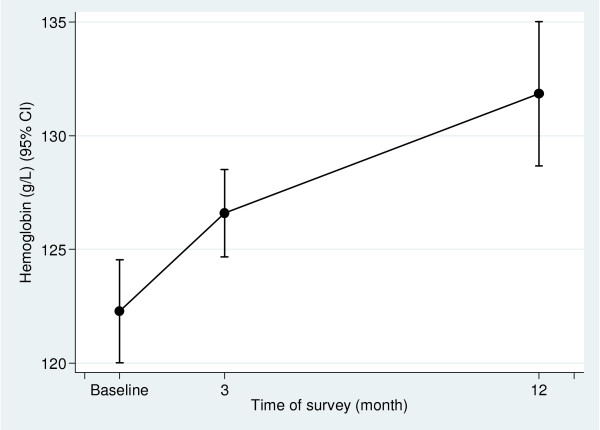 Hemoglobin (g/L) (95% CI)
135
130
125
120
Baseline 3 12
Time of survey (month)